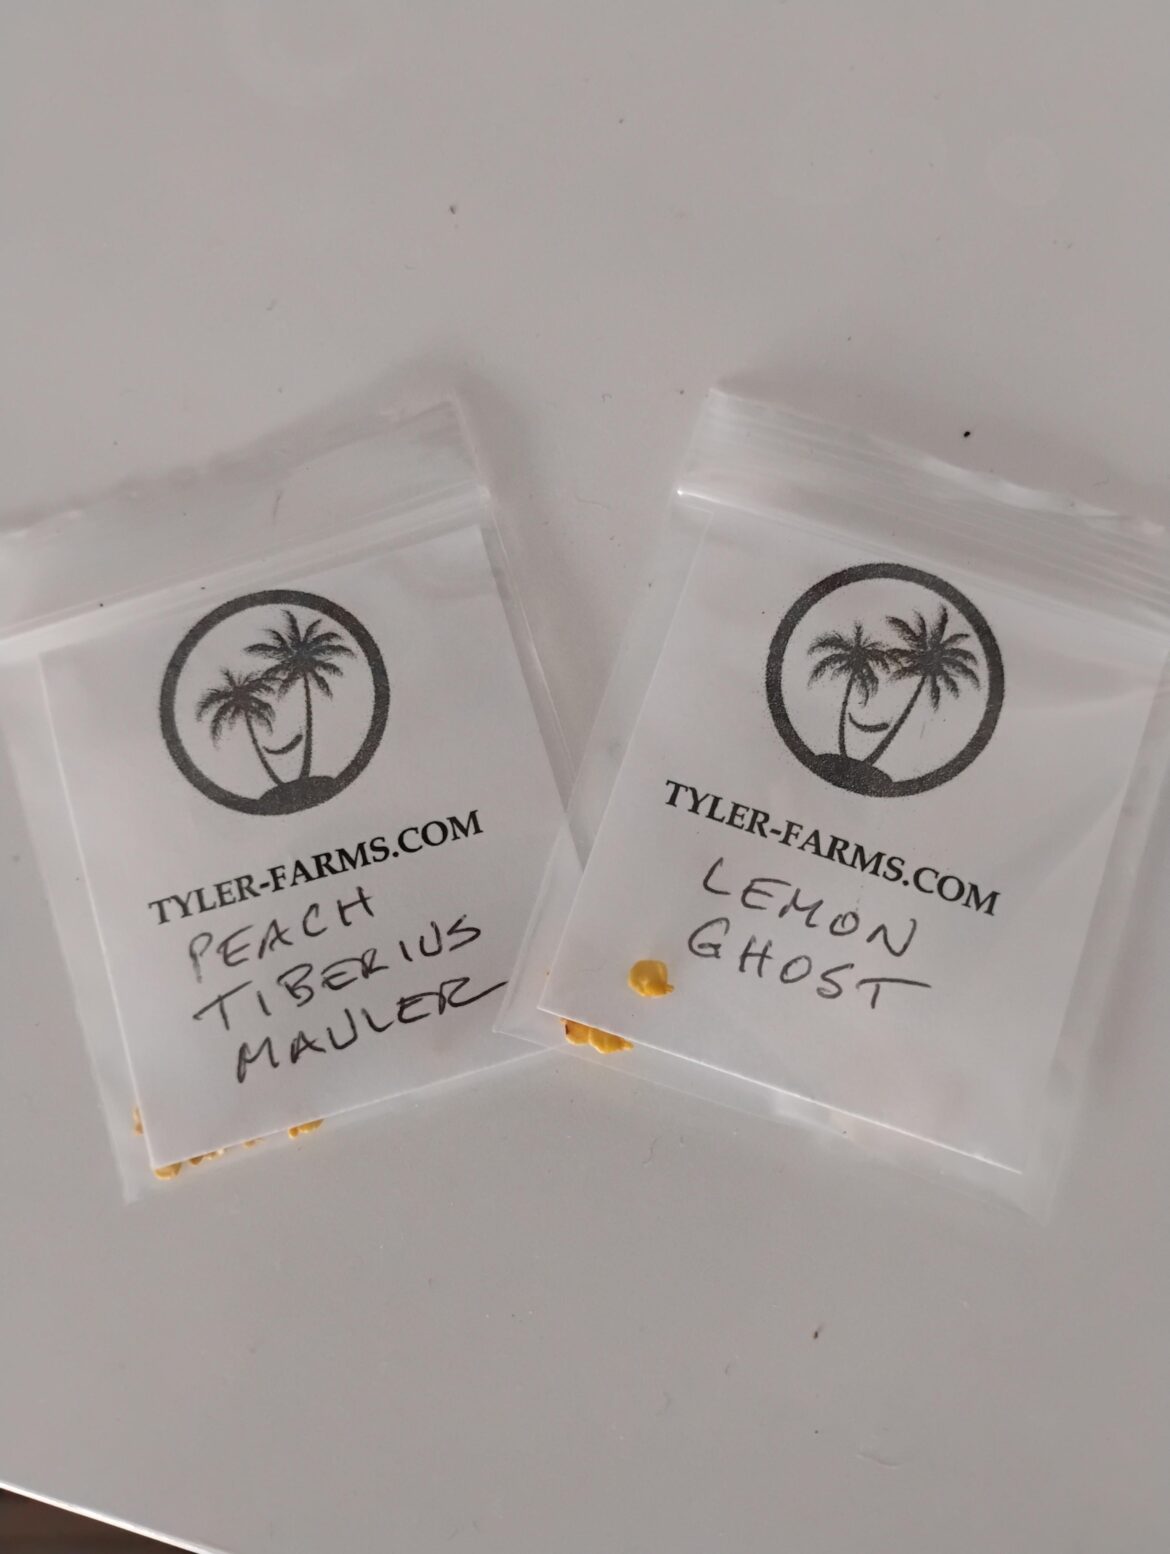 TYLER-FARMS.COM
PEACH
TIBERIUS
MAULER
TYLER-FARMS.COM
LEMON
GHOST